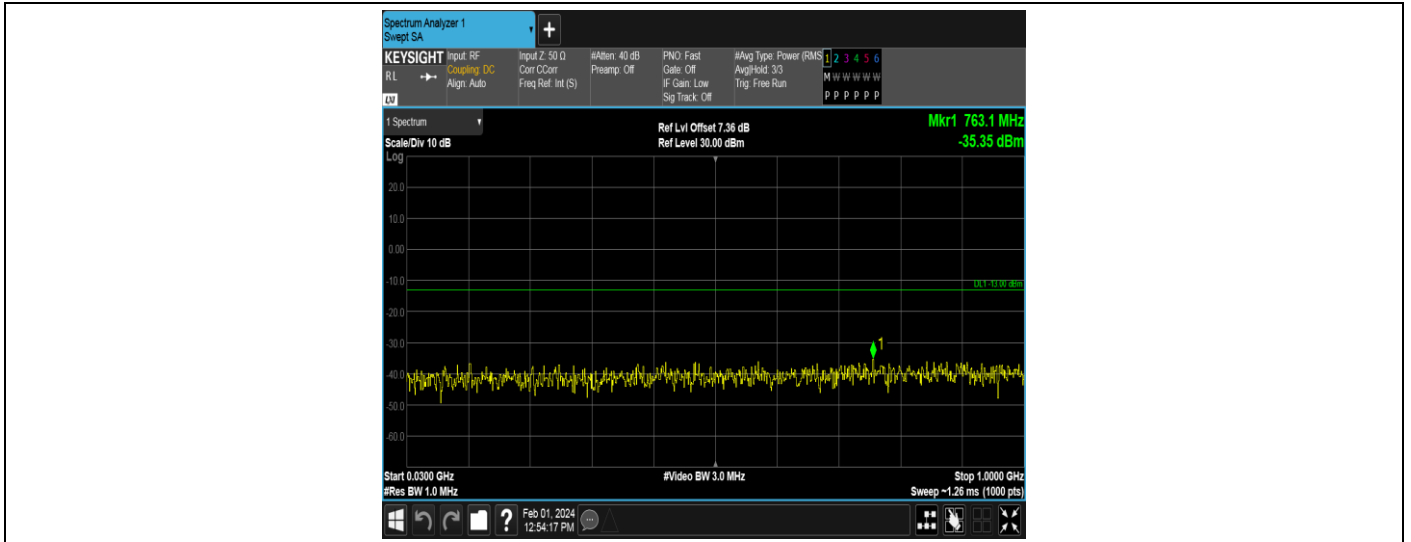 Spectrum Analyzer 1
Swept SA
+
KEYSIGHT
RL
LXI
Input: RF
Coupling: DC
Align: Auto
Input Z: 50 Ω
Corr CCorr
Freq Ref: Int (S)
#Atten: 40 dB
Preamp: Off
PNO: Fast
Gate: Off
IF Gain: Low
Sig Track: Off
#Avg Type: Power (RMS
Avg|Hold: 3/3
Trig: Free Run
1 2 3 4 5 6
M W W W W W
P P P P P P
1 Spectrum
Scale/Div 10 dB
Ref Lvl Offset 7.36 dB
Ref Level 30.00 dBm
Mkr1 763.1 MHz
-35.35 dBm
Log
20.0
10.0
0.00
-10.0
DL1 -13.00 dBm
-20.0
-30.0
1
-40.0
-50.0
-60.0
Start 0.0300 GHz
#Video BW 3.0 MHz
Stop 1.0000 GHz
#Res BW 1.0 MHz
Sweep ~1.26 ms (1000 pts)
?
Feb 01, 2024
12:54:17 PM